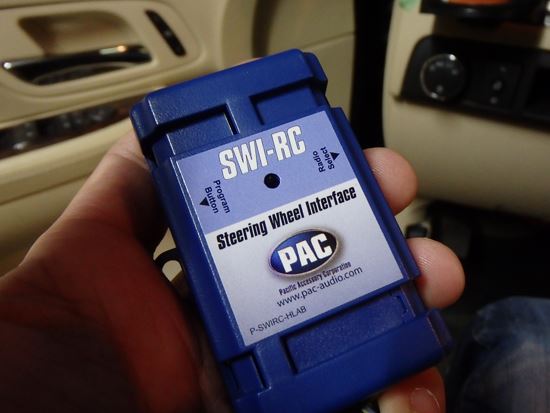 SWI-RC
Program
Button
Radio
Select
Steering Wheel Interface
PAC
Pacific Accessory Corporation
www.pac-audio.com
P-SWIRC-HLAB